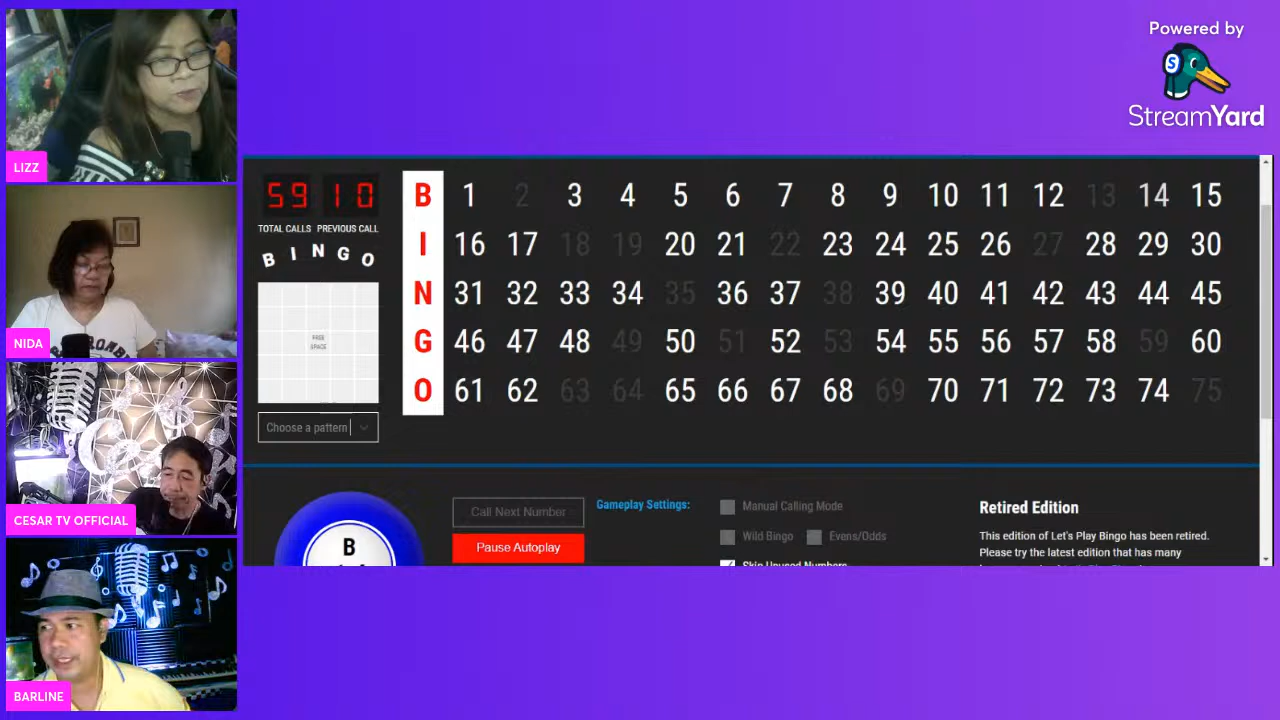 LIZZ
NIDA
CESAR TV OFFICIAL
BARLINE
Powered by
StreamYard
59 10
TOTAL CALLS PREVIOUS CALL
B I N G O
FREE
SPACE
Choose a pattern
B 1 2 3 4 5 6 7 8 9 10 11 12 13 14 15
I 16 17 18 19 20 21 22 23 24 25 26 27 28 29 30
N 31 32 33 34 35 36 37 38 39 40 41 42 43 44 45
G 46 47 48 49 50 51 52 53 54 55 56 57 58 59 60
O 61 62 63 64 65 66 67 68 69 70 71 72 73 74 75
B
Call Next Number
Pause Autoplay
Gameplay Settings:
Manual Calling Mode
Wild Bingo Evens/Odds
Skip Unused Numbers
Retired Edition
This edition of Let's Play Bingo has been retired.
Please try the latest edition that has many